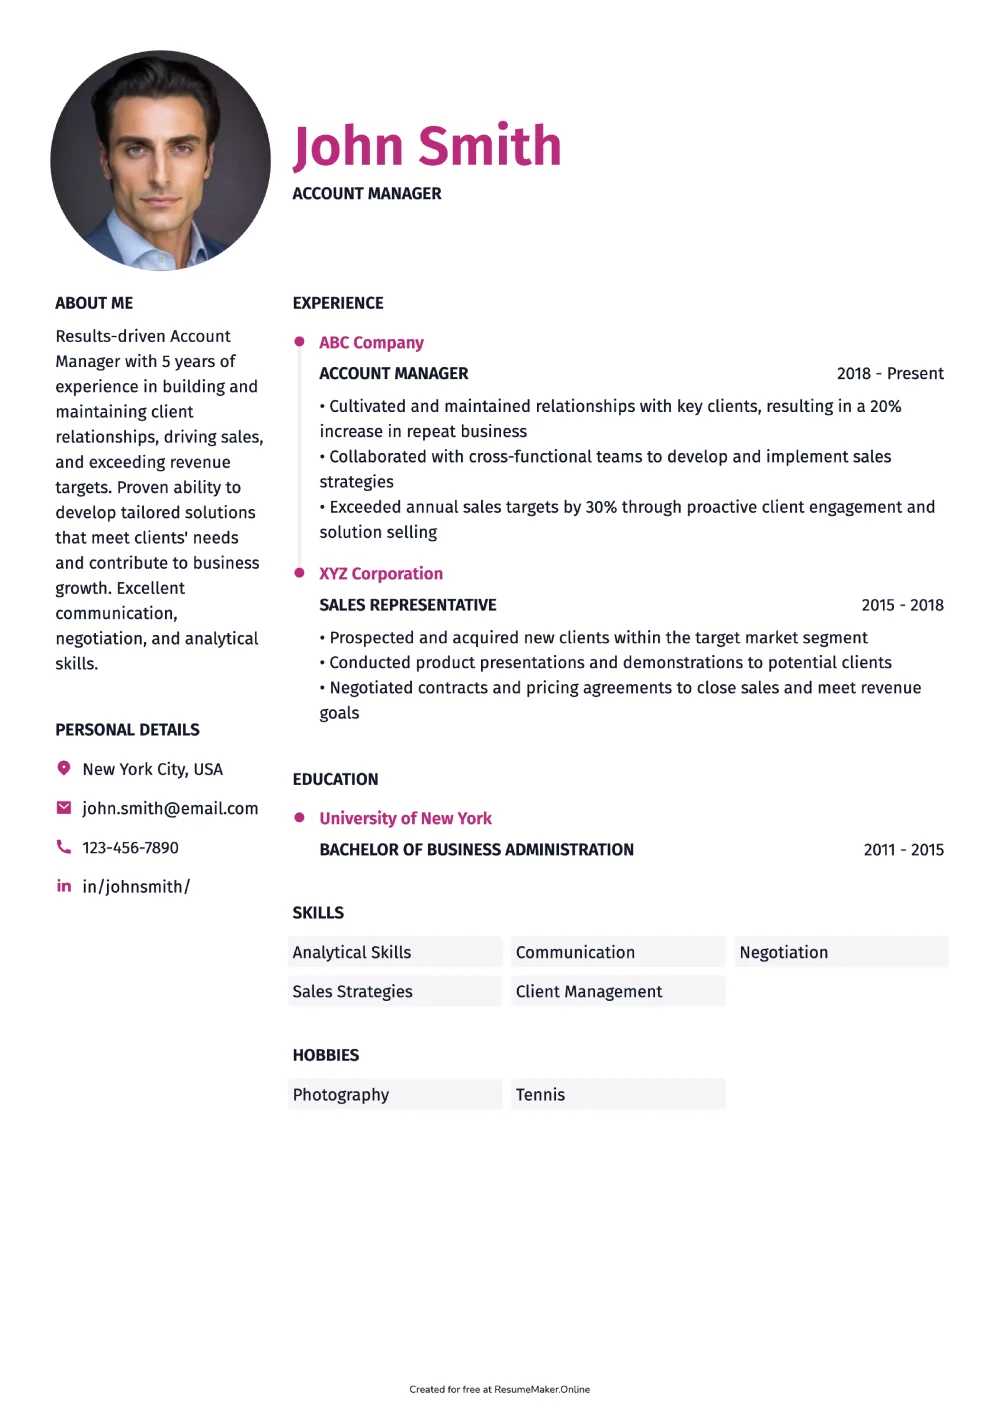 John Smith
ACCOUNT MANAGER
ABOUT ME
Results-driven Account
Manager with 5 years of
experience in building and
maintaining client
relationships, driving sales,
and exceeding revenue
targets. Proven ability to
develop tailored solutions
that meet clients' needs
and contribute to business
growth. Excellent
communication,
negotiation, and analytical
skills.
PERSONAL DETAILS
New York City, USA
john.smith@email.com
123-456-7890
in in/johnsmith/
EXPERIENCE
ABC Company
ACCOUNT MANAGER 2018 - Present
• Cultivated and maintained relationships with key clients, resulting in a 20%
increase in repeat business
• Collaborated with cross-functional teams to develop and implement sales
strategies
• Exceeded annual sales targets by 30% through proactive client engagement and
solution selling
XYZ Corporation
SALES REPRESENTATIVE 2015 - 2018
• Prospected and acquired new clients within the target market segment
• Conducted product presentations and demonstrations to potential clients
• Negotiated contracts and pricing agreements to close sales and meet revenue
goals
EDUCATION
University of New York
BACHELOR OF BUSINESS ADMINISTRATION 2011 - 2015
SKILLS
Analytical Skills Communication Negotiation
Sales Strategies Client Management
HOBBIES
Photography Tennis
Created for free at ResumeMaker.Online